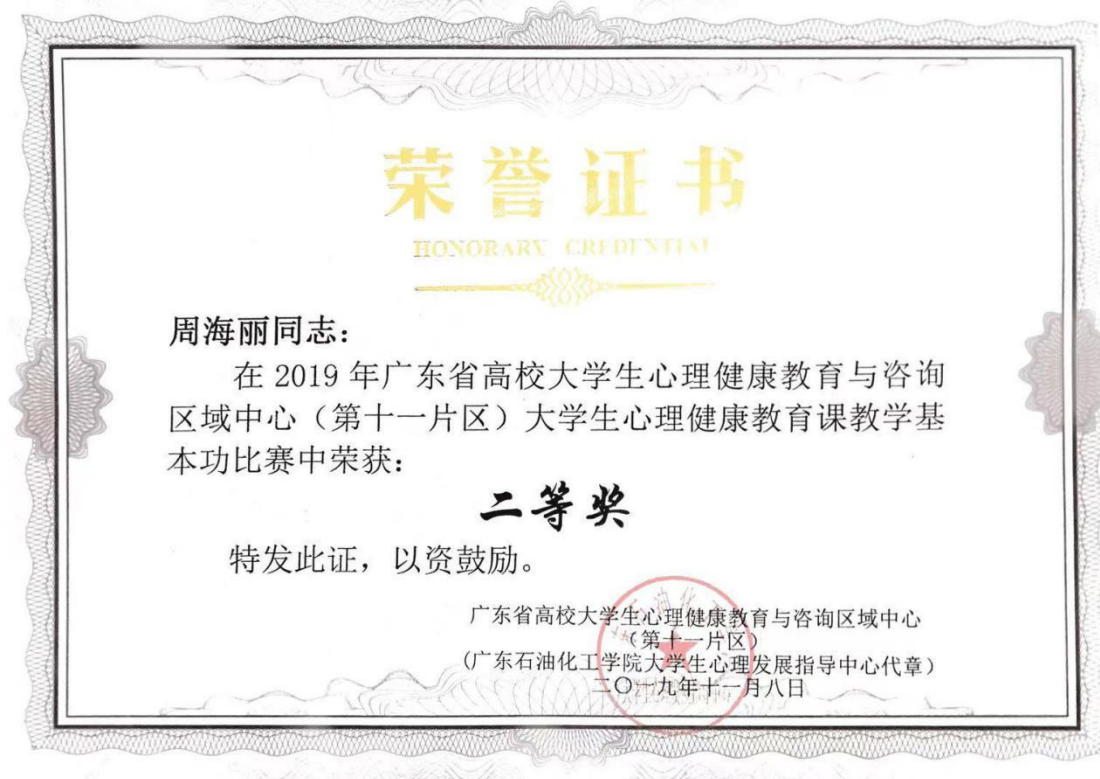 荣誉证书
HONORARY CREDENTIAL
周海丽同志：
在2019年广东省高校大学生心理健康教育与咨询
区域中心（第十一片区）大学生心理健康教育课教学基
本功比赛中荣获：
二等奖
特发此证，以资鼓励。
广东省高校大学生心理健康教育与咨询区域中心
（第十一片区）
(广东石油化工学院大学生心理发展指导中心代章）
二〇一九年十一月八日